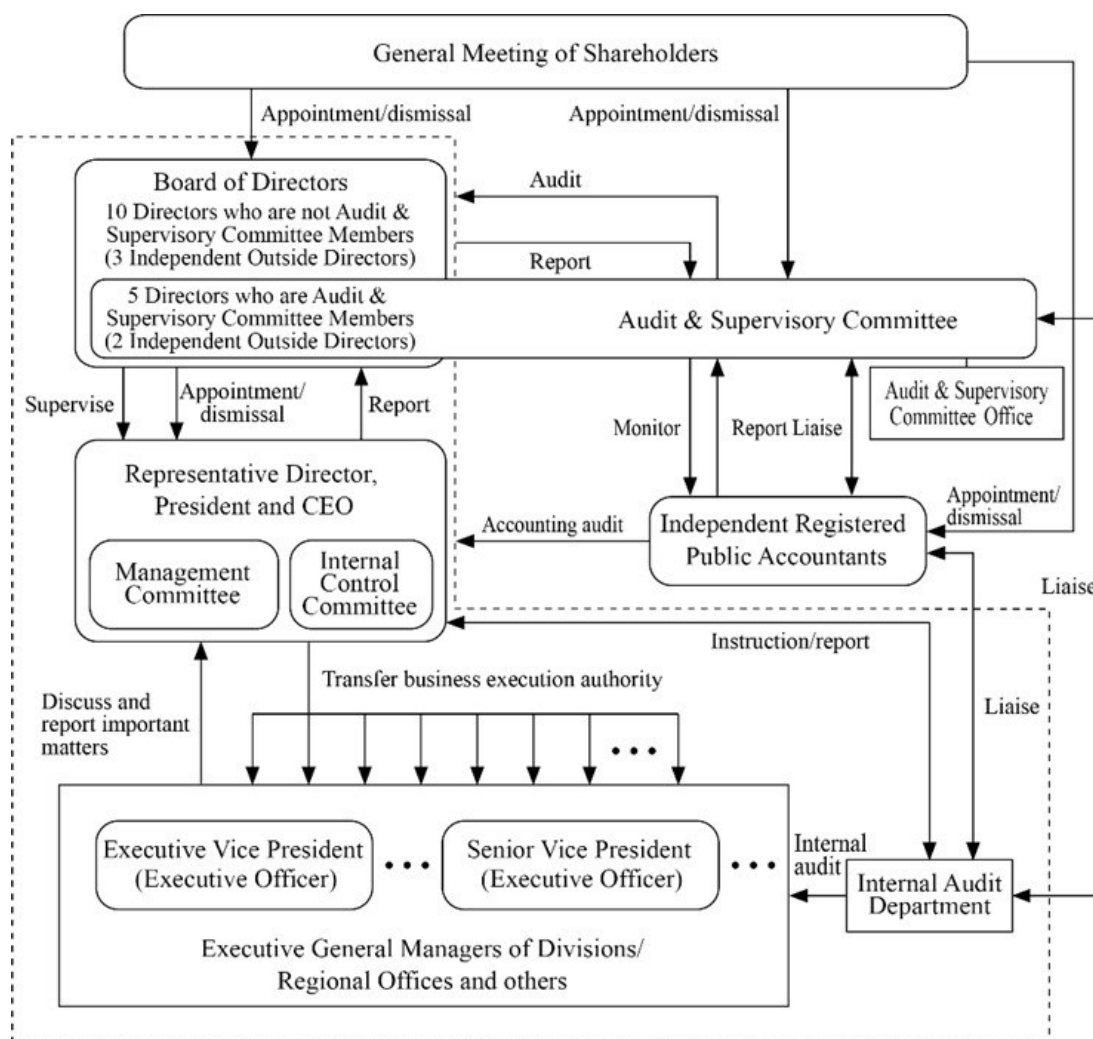 General Meeting of Shareholders
Appointment/dismissal
Appointment/dismissal
Board of Directors
10 Directors who are not Audit &
Supervisory Committee Members
(3 Independent Outside Directors)
Audit
Report
5 Directors who are Audit &
Supervisory Committee Members
(2 Independent Outside Directors)
Audit & Supervisory Committee
Supervise
Appointment/
dismissal
Report
Monitor
Report Liaise
Audit & Supervisory
Committee Office
Representative Director,
President and CEO
Management
Committee
Internal
Control
Committee
Accounting audit
Independent Registered
Public Accountants
Appointment/
dismissal
Liaise
Instruction/report
Transfer business execution authority
Discuss and
report important
matters
Liaise
Executive Vice President
(Executive Officer)
Senior Vice President
(Executive Officer)
Internal
audit
Internal Audit
Department
Executive General Managers of Divisions/
Regional Offices and others